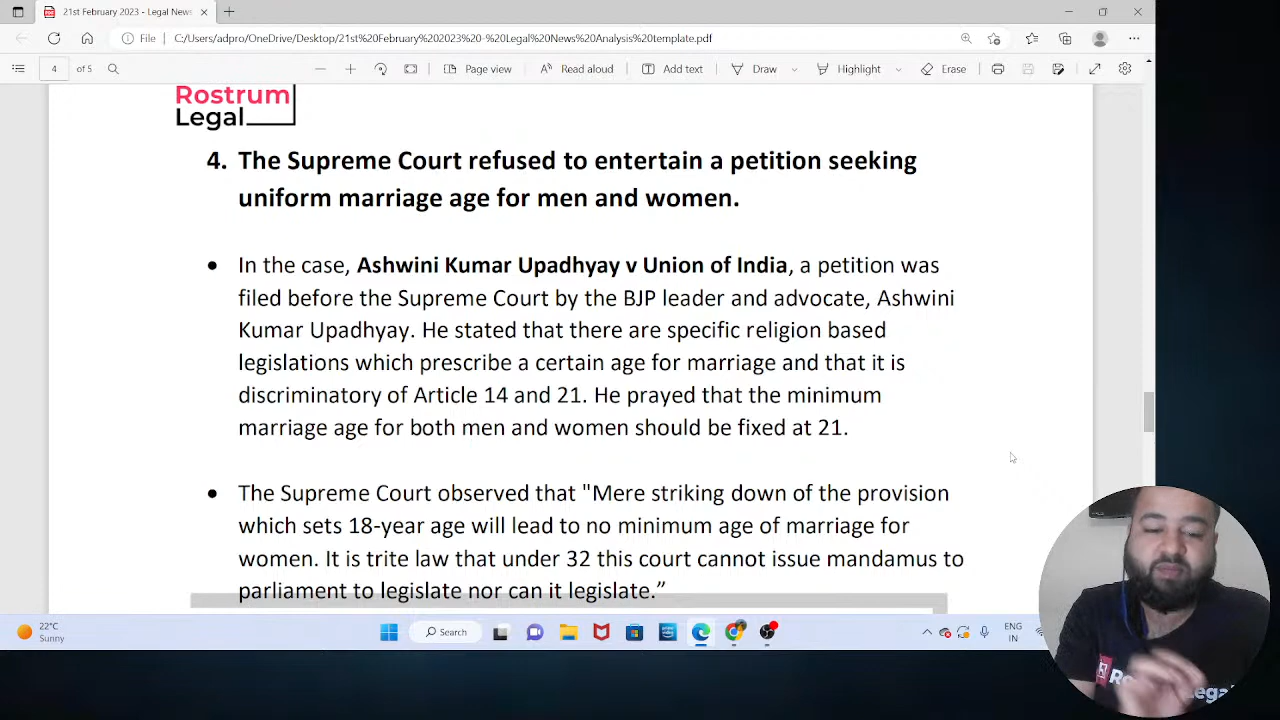 21st February 2023 - Legal News
File
C:/Users/adpro/OneDrive/Desktop/21st%20February%202023%20-%20Legal%20News%20Analysis%20template.pdf
4 of 5
Page view
Read aloud
Add text
Draw
Highlight
Erase
Rostrum
Legal
4. The Supreme Court refused to entertain a petition seeking
uniform marriage age for men and women.
• In the case, Ashwini Kumar Upadhyay v Union of India, a petition was
filed before the Supreme Court by the BJP leader and advocate, Ashwini
Kumar Upadhyay. He stated that there are specific religion based
legislations which prescribe a certain age for marriage and that it is
discriminatory of Article 14 and 21. He prayed that the minimum
marriage age for both men and women should be fixed at 21.
• The Supreme Court observed that "Mere striking down of the provision
which sets 18-year age will lead to no minimum age of marriage for
women. It is trite law that under 32 this court cannot issue mandamus to
parliament to legislate nor can it legislate.”
22°C
Sunny
Search
ENG
IN